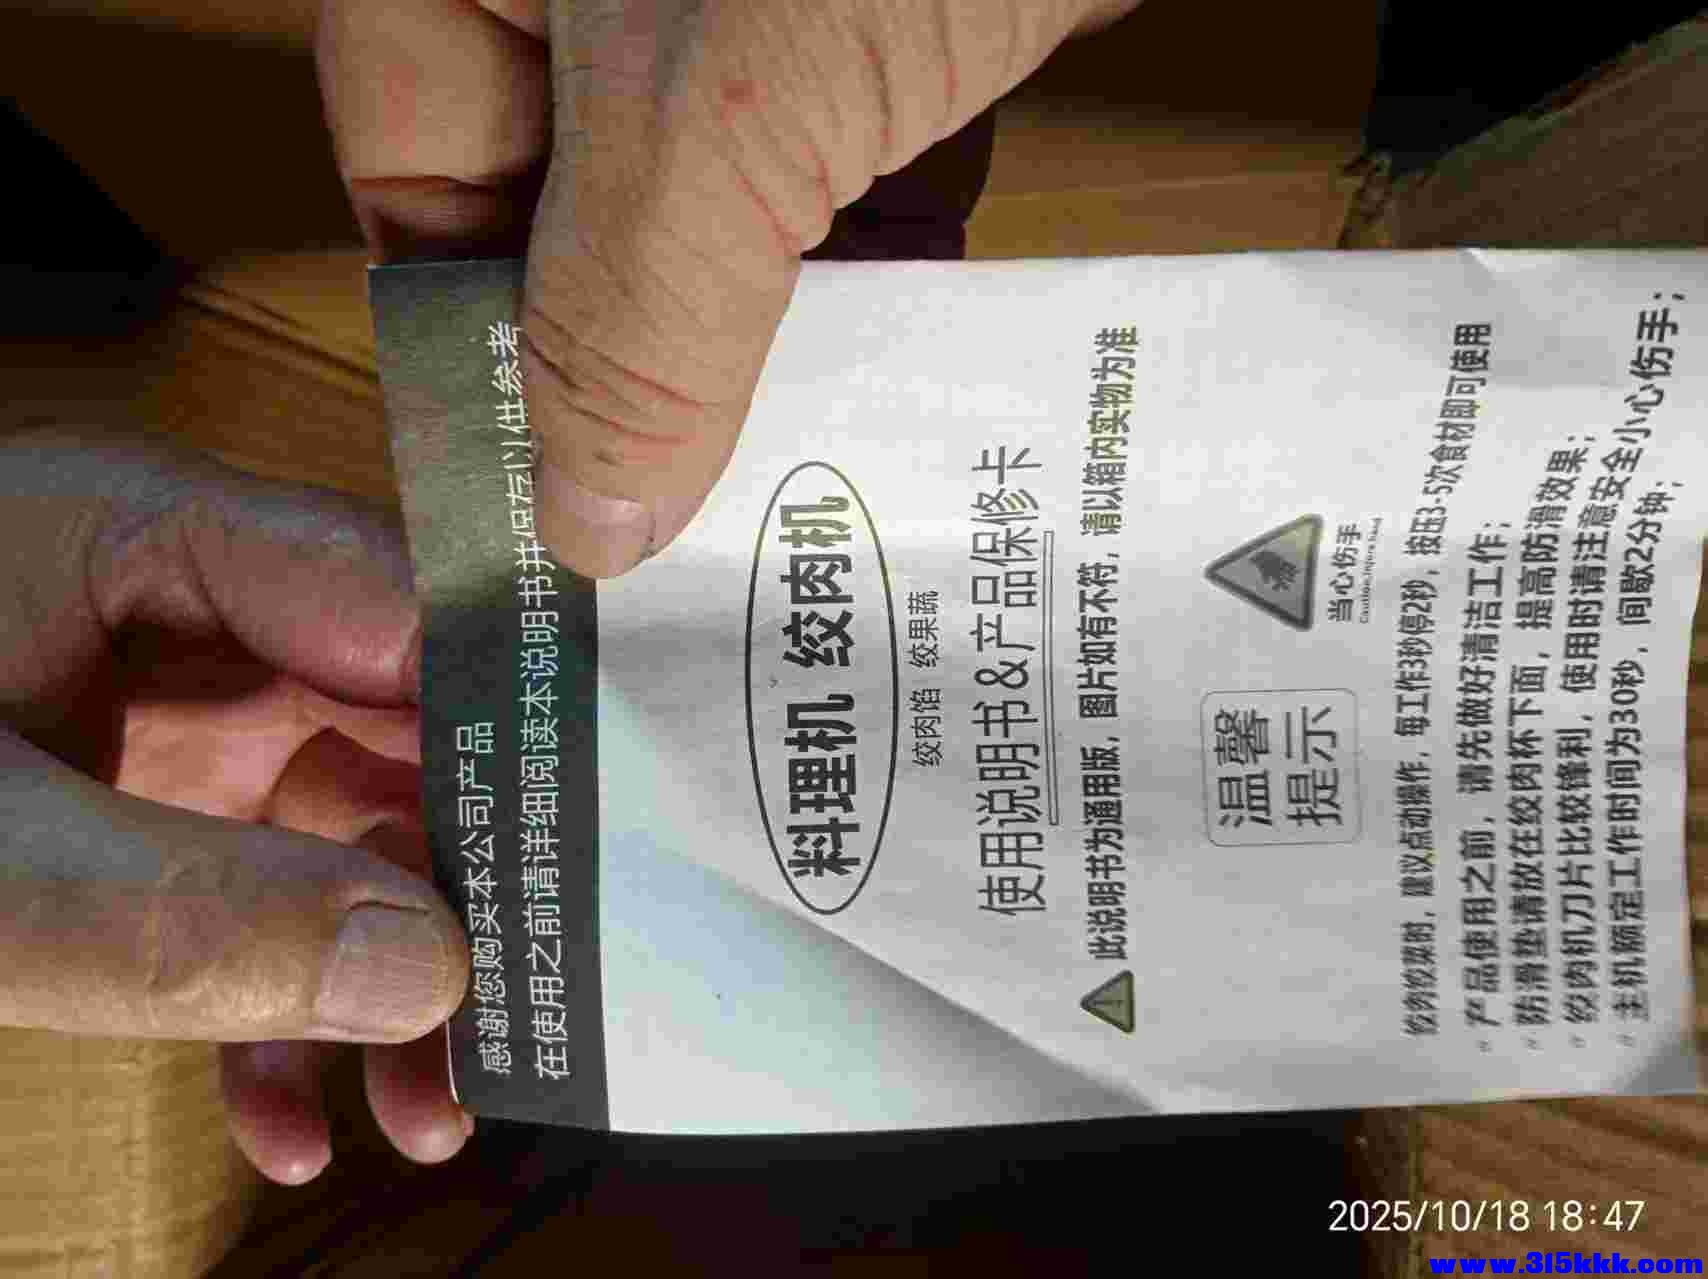 感谢您购买本公司产品
在使用之前请详细阅读本说明书并保存以供参考
料理机 绞肉机
绞肉馅 绞果蔬
使用说明书&产品保修卡
此说明书为通用版，图片如有不符，请以箱内实物为准
温馨
提示
当心伤手
Caution injure hand
绞肉绞菜时，建议点动操作，每工作3秒停2秒，按压3-5次食材即可使用
产品使用之前，请先做好清洁工作；
防滑垫请放在绞肉杯下面，提高防滑效果；
绞肉机刀片比较锋利，使用时请注意安全小心伤手；
主机额定工作时间为30秒，间歇2分钟；
2025/10/18 18:47
www.315kkk.com